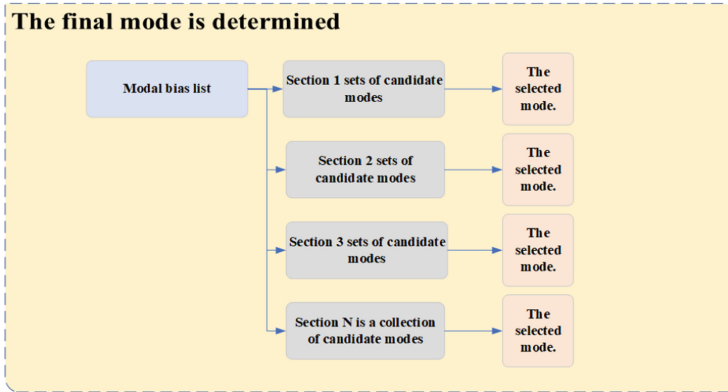 The final mode is determined
Modal bias list
Section 1 sets of candidate
modes
The
selected
mode.
Section 2 sets of
candidate modes
The
selected
mode.
Section 3 sets of candidate
modes
The
selected
mode.
Section N is a collection
of candidate modes
The
selected
mode.